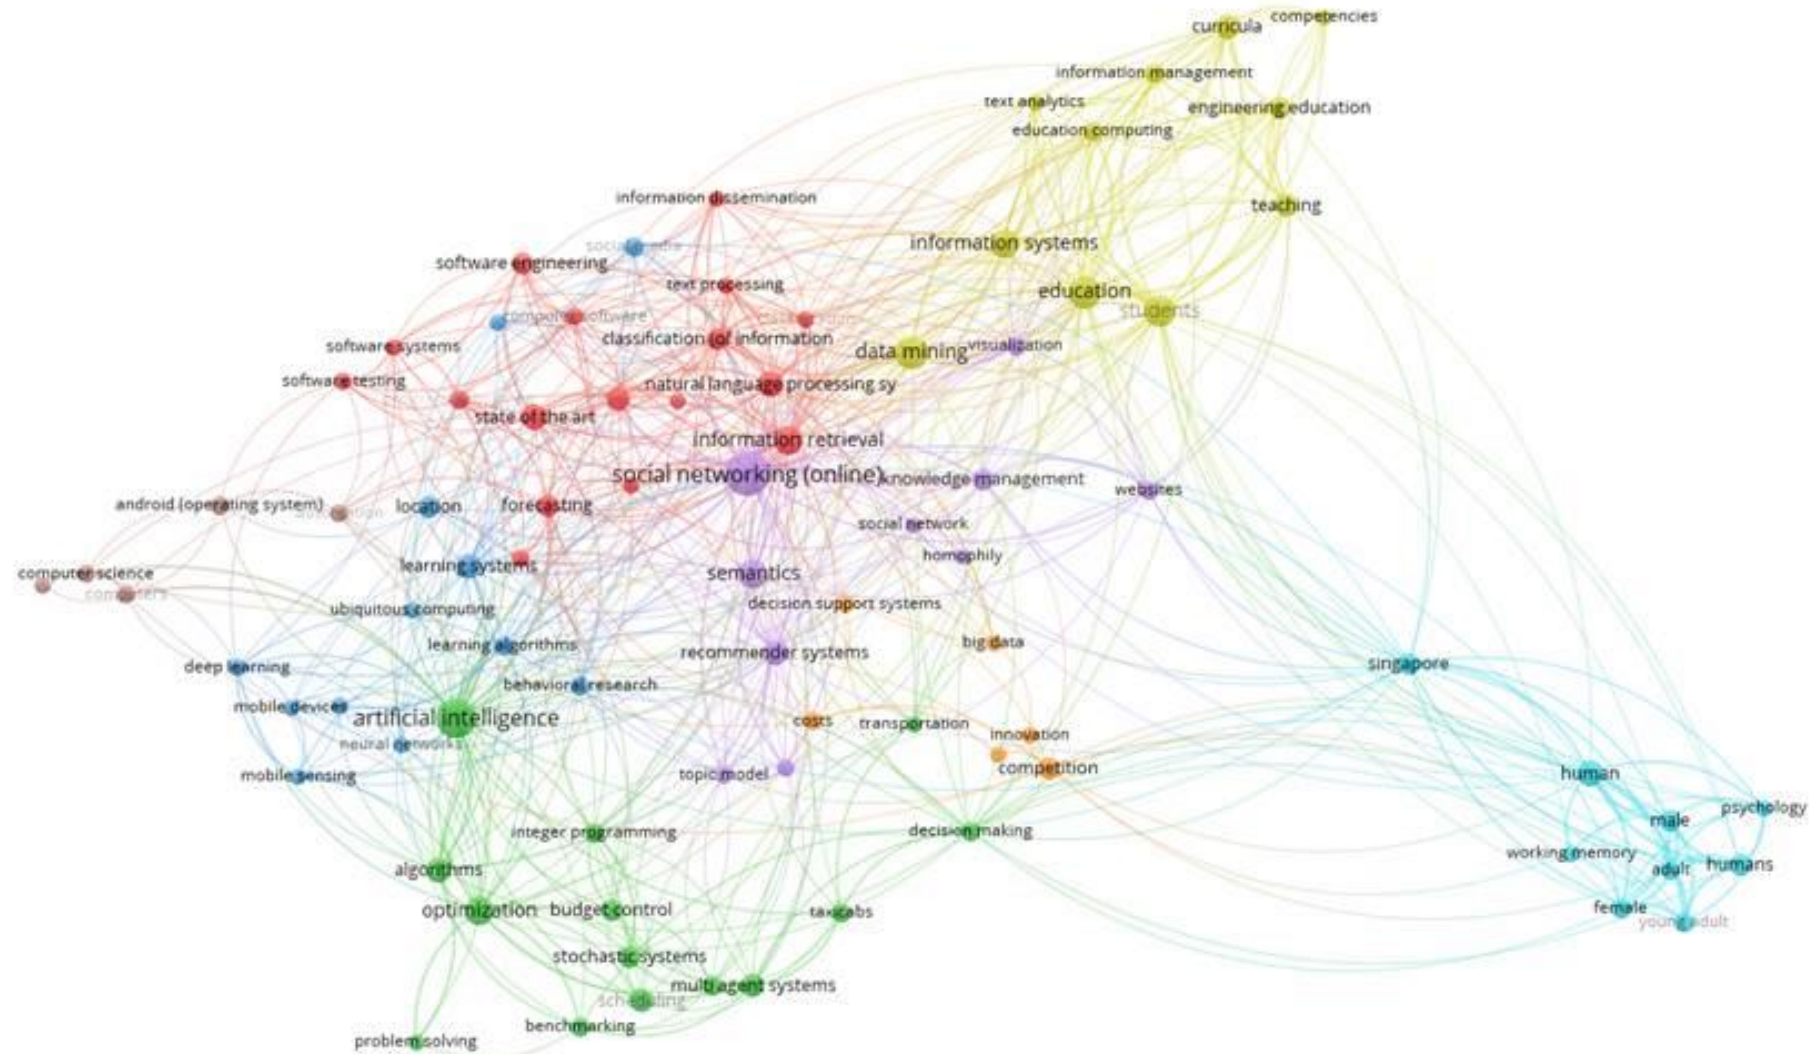 competencies
curricula
information management
text analytics
engineering education
education computing
information dissemination
teaching
information systems
software engineering
text processing
education
students
computer software
classification (of information
software systems
data mining
visualization
software testing
natural language processing sy
state of the art
information retrieval
social networking (online)
knowledge management
websites
android (operating system)
location
forecasting
social network
homophily
learning systems
semantics
computer science
computers
decision support systems
ubiquitous computing
learning algorithms
big data
recommender systems
singapore
deep learning
behavioral research
mobile devices
artificial intelligence
costs
transportation
innovation
neural networks
competition
mobile sensing
topic model
human
psychology
male
integer programming
decision making
working memory
humans
adult
algorithms
optimization
budget control
taxicabs
female
young adult
stochastic systems
multi agent systems
scheduling
benchmarking
problem solving